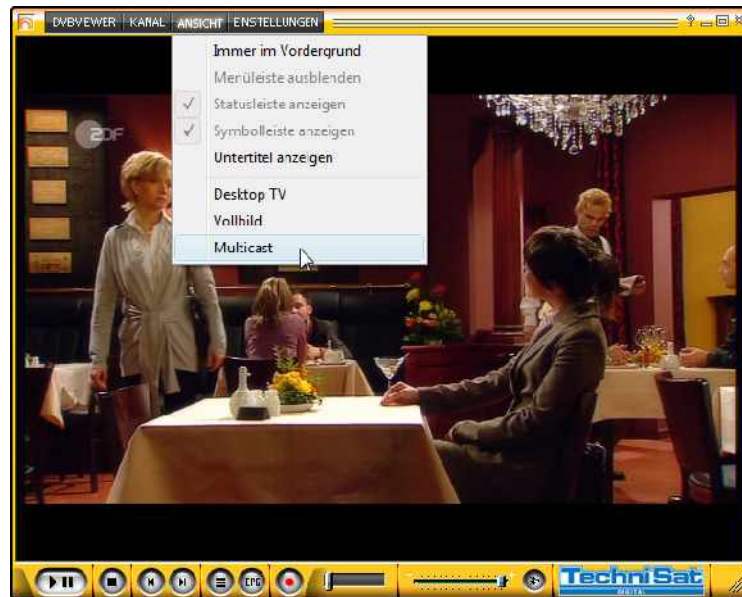 DVBVIEWER KANAL ANSICHT EINSTELLUNGEN
Immer im Vordergrund
Menüleiste ausblenden
Statusleiste anzeigen
Symbolleiste anzeigen
Untertitel anzeigen
Desktop TV
Vollbild
Multicast
ZDF
EPG
TechniSat
DIGITAL